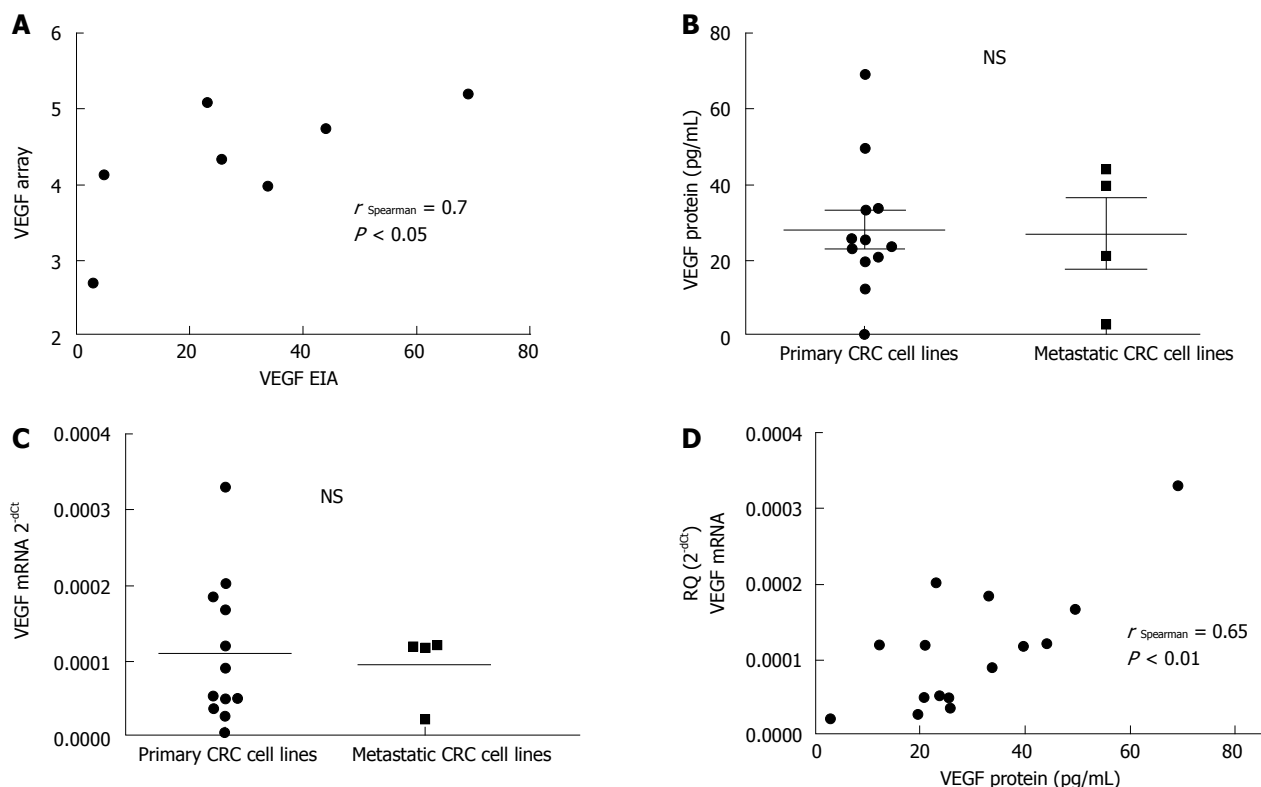 A
6
5
4
3
2
VEGF array
0
20
40
60
80
VEGF EIA
r Spearman = 0.7
P < 0.05
B
80
60
40
20
0
VEGF protein (pg/mL)
NS
Primary CRC cell lines
Metastatic CRC cell lines
C
0.0004
0.0003
0.0002
0.0001
0.0000
VEGF mRNA 2^-dCt
NS
Primary CRC cell lines
Metastatic CRC cell lines
D
0.0004
0.0003
0.0002
0.0001
0.0000
RQ (2^-dCt)
VEGF mRNA
r Spearman = 0.65
P < 0.01
0
20
40
60
80
VEGF protein (pg/mL)